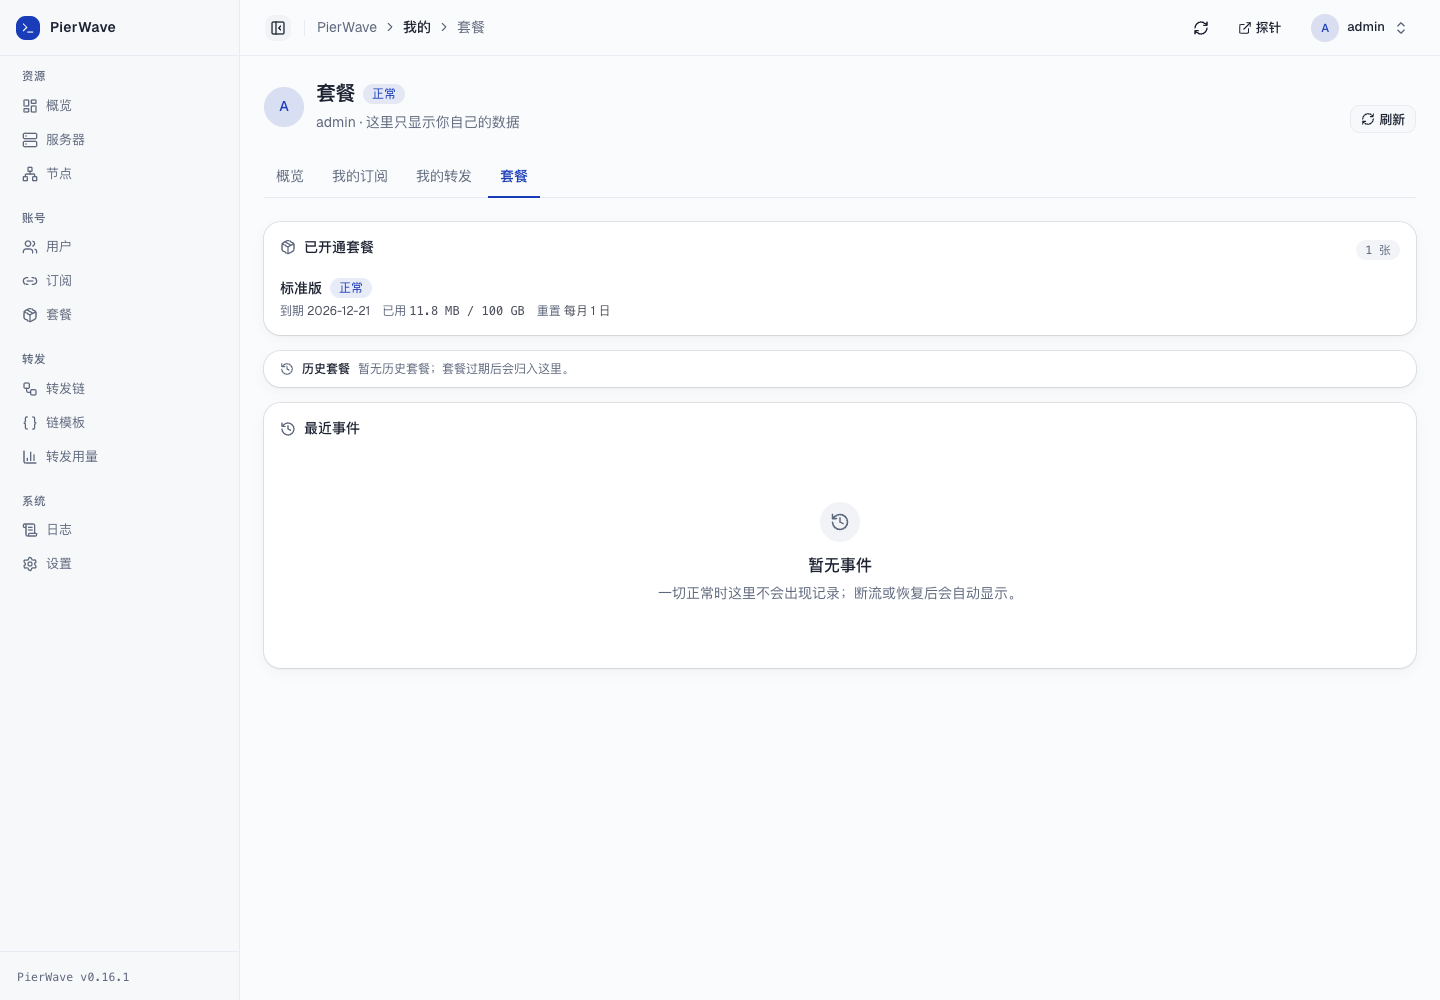 PierWave
PierWave > 我的 > 套餐
探针
A admin
资源
概览
服务器
节点
账号
用户
订阅
套餐
转发
转发链
链模板
转发用量
系统
日志
设置
PierWave v0.16.1
A
套餐 正常
admin · 这里只显示你自己的数据
刷新
概览 我的订阅 我的转发 套餐
已开通套餐
1 张
标准版 正常
到期 2026-12-21 已用 11.8 MB / 100 GB 重置 每月 1 日
历史套餐 暂无历史套餐；套餐过期后会归入这里。
最近事件
暂无事件
一切正常时这里不会出现记录；断流或恢复后会自动显示。